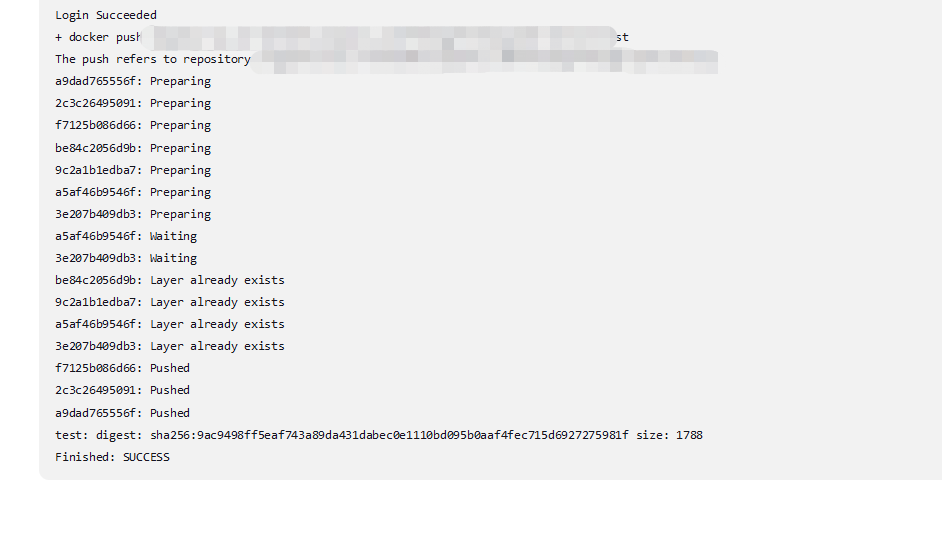 Login Succeeded
+ docker push st
The push refers to repository
a9dad765556f: Preparing
2c3c26495091: Preparing
f7125b086d66: Preparing
be84c2056d9b: Preparing
9c2a1b1edba7: Preparing
a5af46b9546f: Preparing
3e207b409db3: Preparing
a5af46b9546f: Waiting
3e207b409db3: Waiting
be84c2056d9b: Layer already exists
9c2a1b1edba7: Layer already exists
a5af46b9546f: Layer already exists
3e207b409db3: Layer already exists
f7125b086d66: Pushed
2c3c26495091: Pushed
a9dad765556f: Pushed
test: digest: sha256:9ac9498ff5eaf743a89da431dabec0e1110bd095b0aaf4fec715d6927275981f size: 1788
Finished: SUCCESS